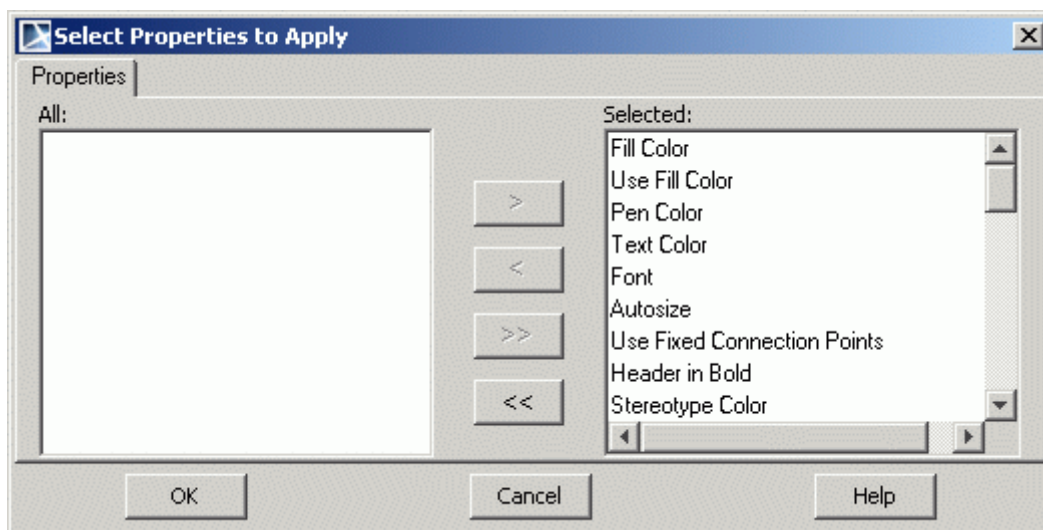 Select Properties to Apply
Properties
All:
Selected:
Fill Color
Use Fill Color
Pen Color
Text Color
Font
Autosize
Use Fixed Connection Points
Header in Bold
Stereotype Color
>
<
>>
<<
OK
Cancel
Help